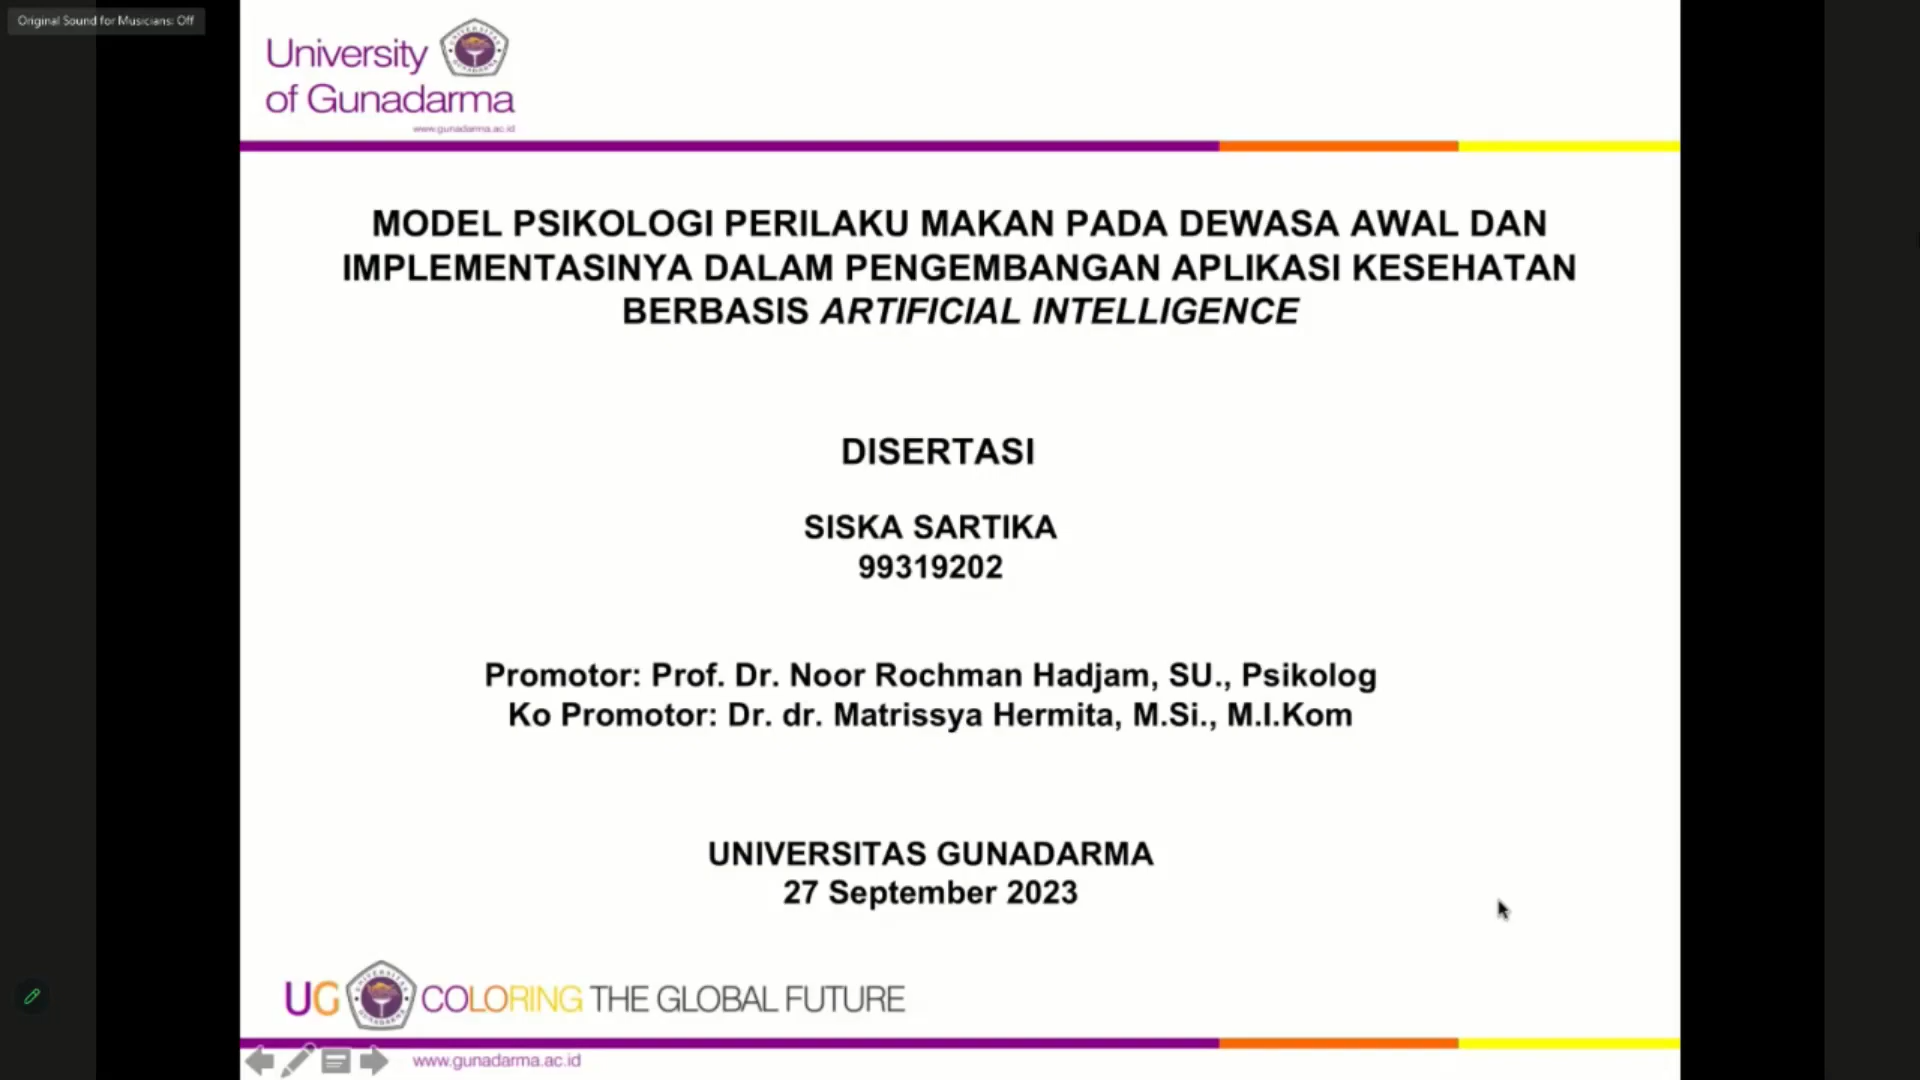 Original Sound for Musicians: Off
University
of Gunadarma
www.gunadarma.ac.id
MODEL PSIKOLOGI PERILAKU MAKAN PADA DEWASA AWAL DAN
IMPLEMENTASINYA DALAM PENGEMBANGAN APLIKASI KESEHATAN
BERBASIS ARTIFICIAL INTELLIGENCE
DISERTASI
SISKA SARTIKA
99319202
Promotor: Prof. Dr. Noor Rochman Hadjam, SU., Psikolog
Ko Promotor: Dr. dr. Matrissya Hermita, M.Si., M.I.Kom
UNIVERSITAS GUNADARMA
27 September 2023
UG COLORING THE GLOBAL FUTURE
www.gunadarma.ac.id